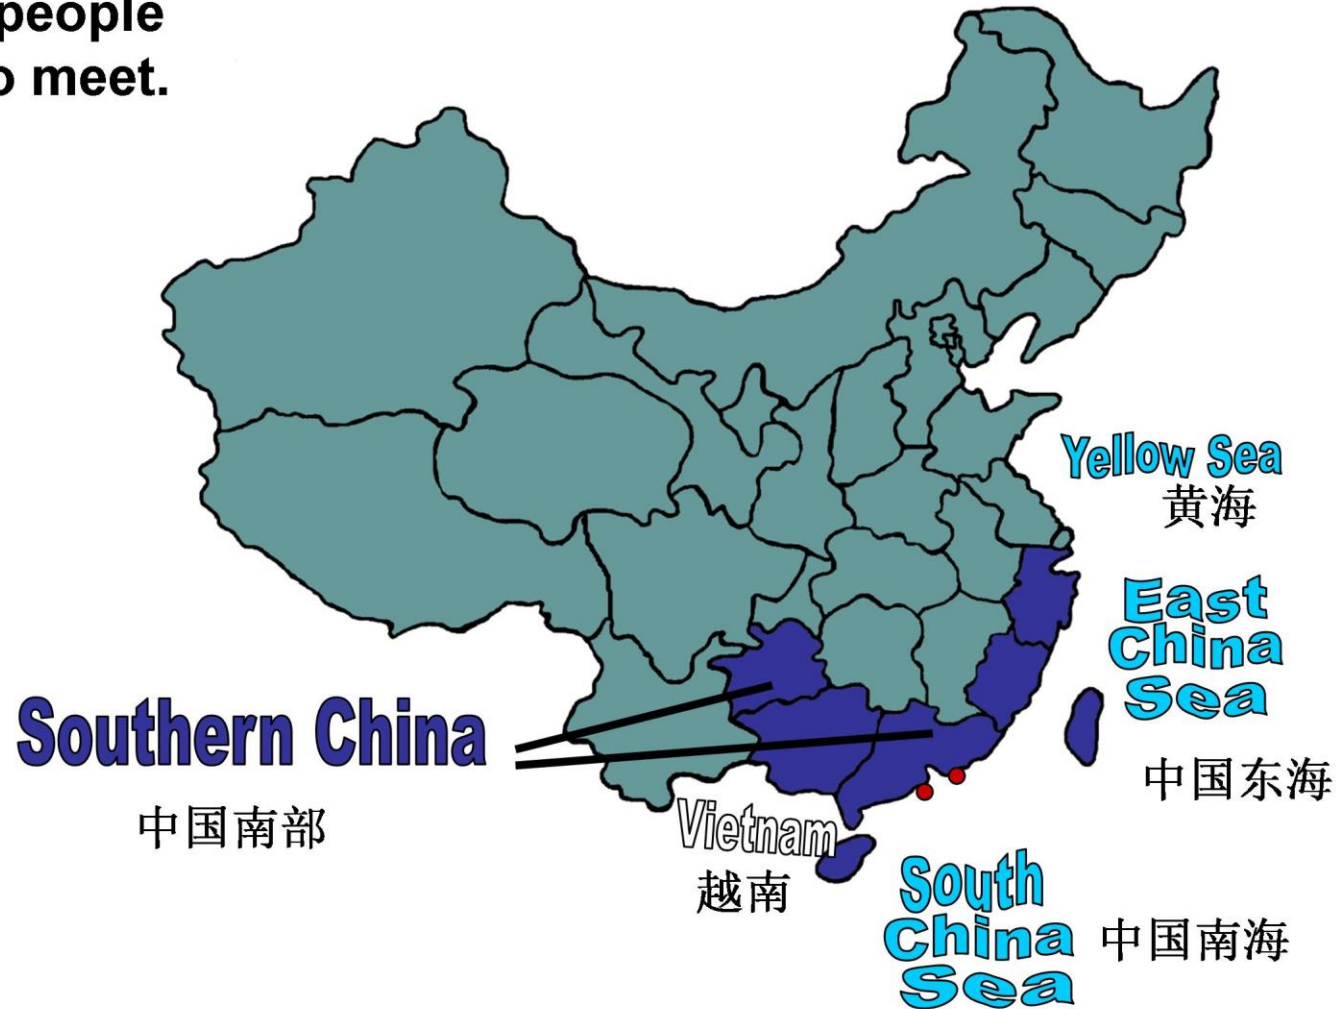 people
o meet.
Yellow Sea
黄海
East
China
Sea
中国东海
Southern China
中国南部
Vietnam
越南
South
China
Sea
中国南海